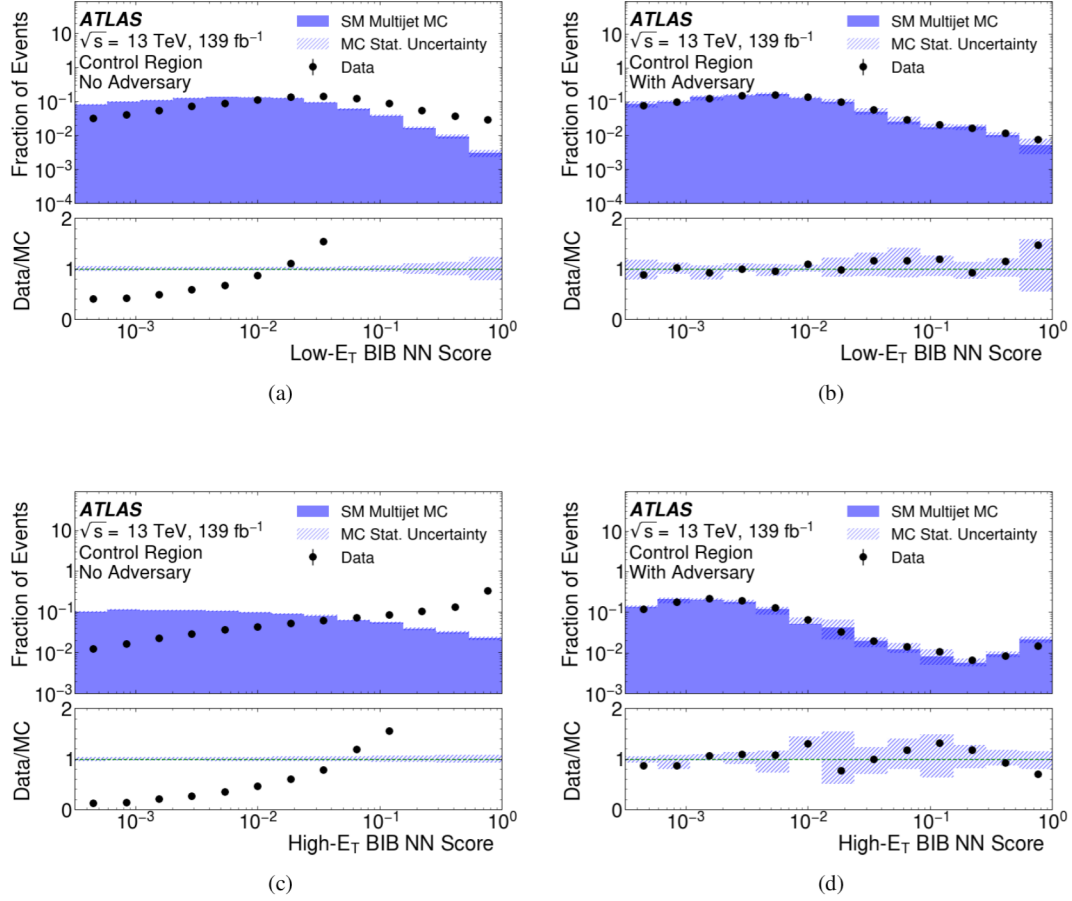 ATLAS
√s = 13 TeV, 139 fb⁻¹
Control Region
No Adversary
SM Multijet MC
MC Stat. Uncertainty
Data
Fraction of Events
10
1
10⁻¹
10⁻²
10⁻³
10⁻⁴
Data/MC
2
1
0
10⁻³ 10⁻² 10⁻¹ 10⁰
Low-E_T BIB NN Score
(a)
ATLAS
√s = 13 TeV, 139 fb⁻¹
Control Region
With Adversary
SM Multijet MC
MC Stat. Uncertainty
Data
Fraction of Events
10
1
10⁻¹
10⁻²
10⁻³
10⁻⁴
Data/MC
2
1
0
10⁻³ 10⁻² 10⁻¹ 10⁰
Low-E_T BIB NN Score
(b)
ATLAS
√s = 13 TeV, 139 fb⁻¹
Control Region
No Adversary
SM Multijet MC
MC Stat. Uncertainty
Data
Fraction of Events
10
1
10⁻¹
10⁻²
10⁻³
Data/MC
2
1
0
10⁻³ 10⁻² 10⁻¹ 10⁰
High-E_T BIB NN Score
(c)
ATLAS
√s = 13 TeV, 139 fb⁻¹
Control Region
With Adversary
SM Multijet MC
MC Stat. Uncertainty
Data
Fraction of Events
10
1
10⁻¹
10⁻²
10⁻³
Data/MC
2
1
0
10⁻³ 10⁻² 10⁻¹ 10⁰
High-E_T BIB NN Score
(d)